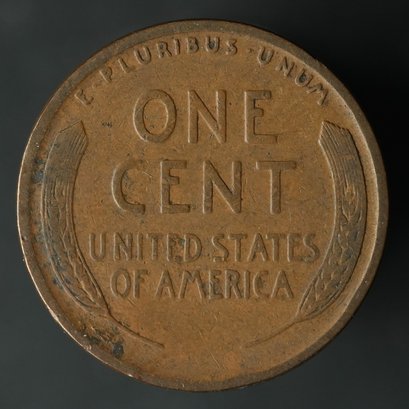 E·PLURIBUS·UNUM
ONE
CENT
UNITED STATES
OF AMERICA